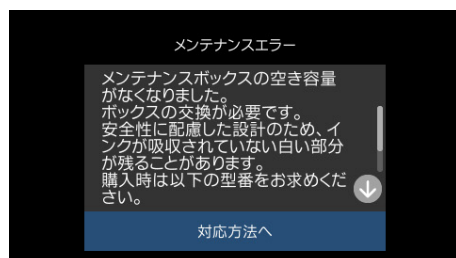 メンテナンスエラー
メンテナンスボックスの空き容量
がなくなりました。
ボックスの交換が必要です。
安全性に配慮した設計のため、イ
ンクが吸収されていない白い部分
が残ることがあります。
購入時は以下の型番をお求めくだ
さい。
対応方法へ